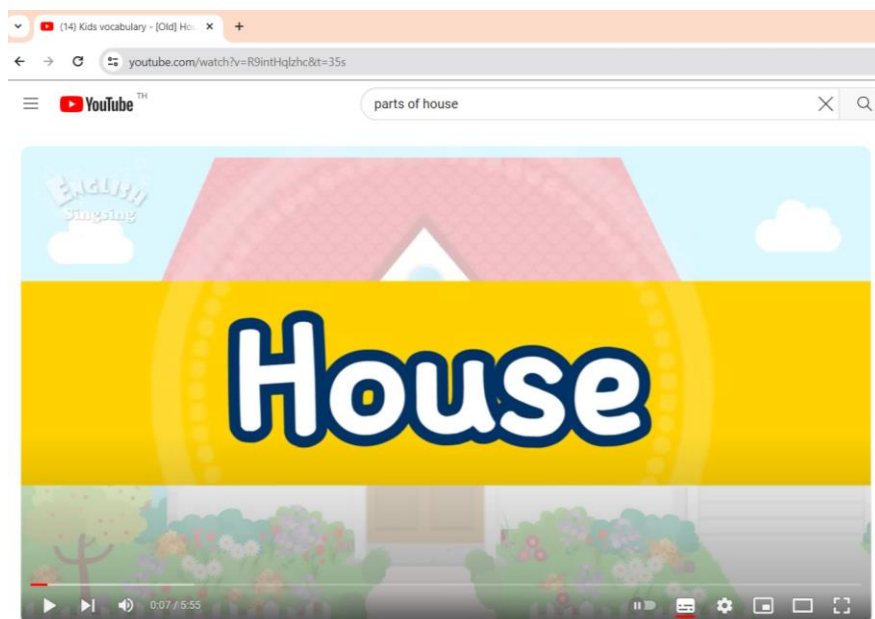 (14) Kids vocabulary - [Old] Ho
youtube.com/watch?v=R9intHqlzhc&t=35s
YouTube TH
parts of house
ENGLISH
Singsing
House
0:07 / 5:55